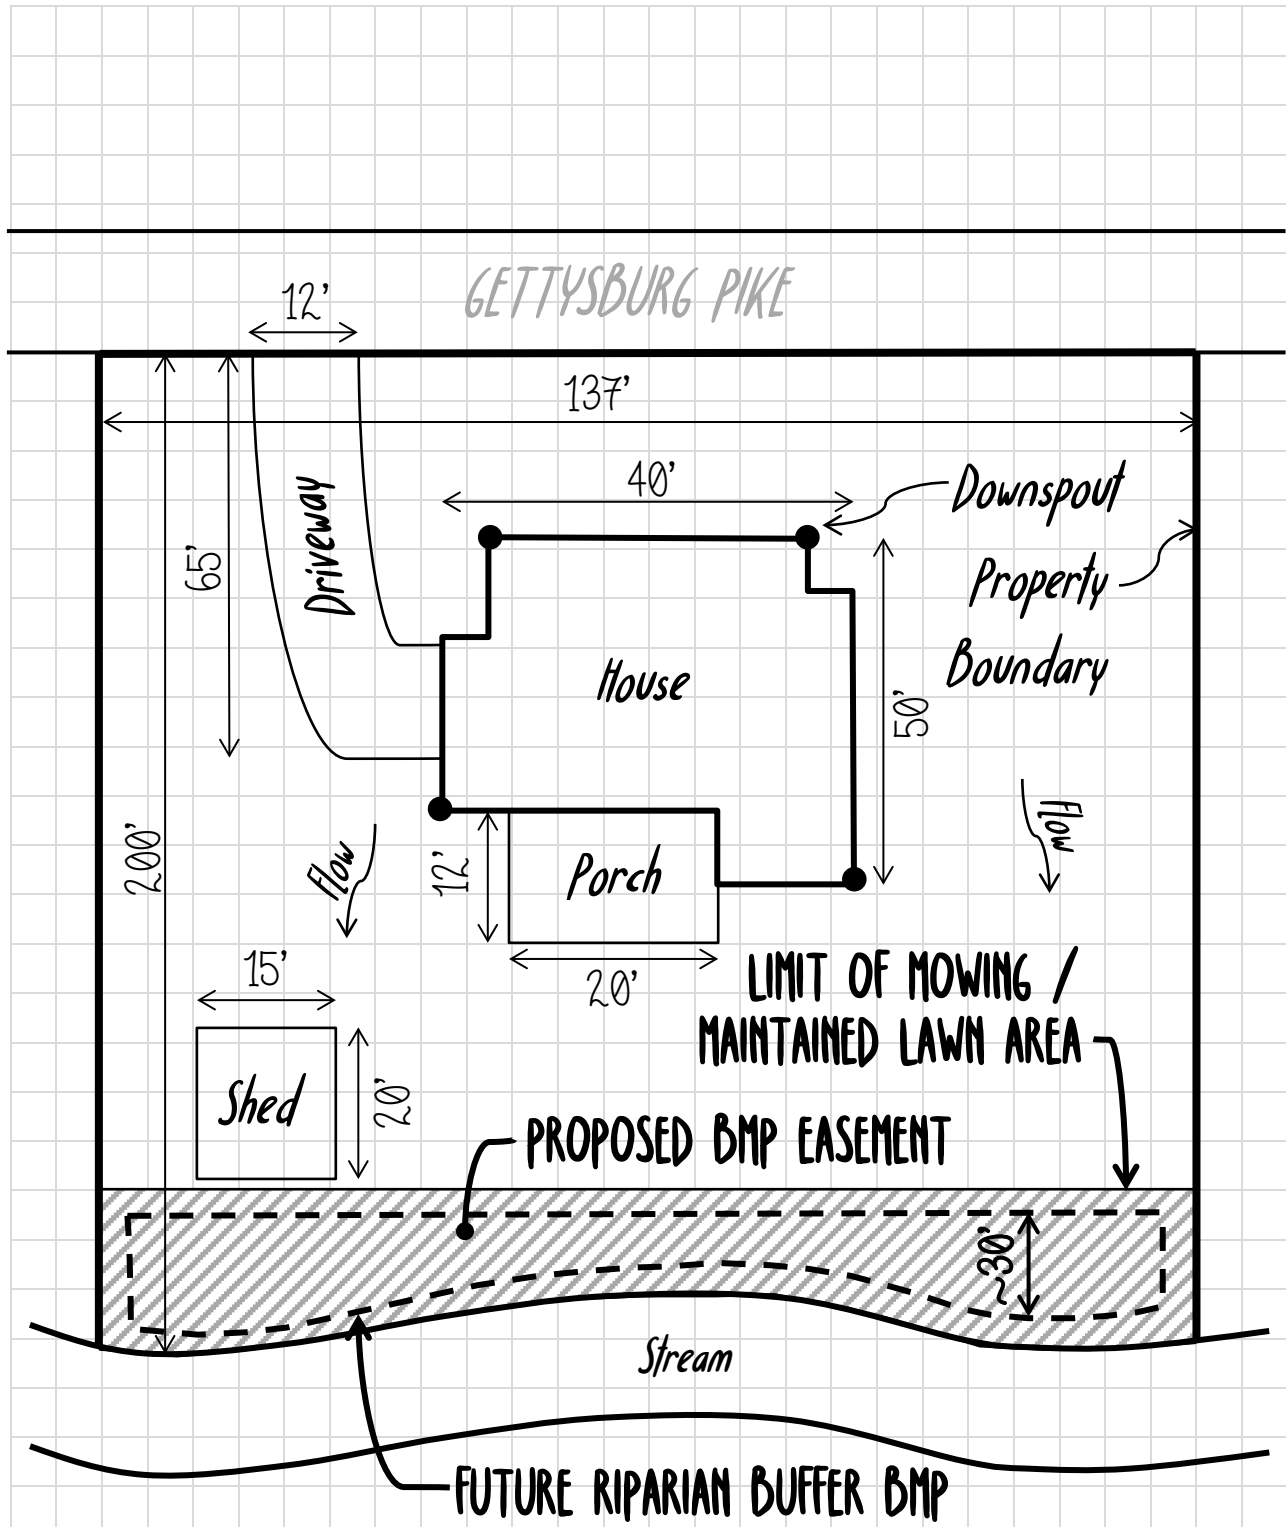 GETTYSBURG PIKE
12'
137'
40'
Downspout
Property
Boundary
Driveway
65'
House
50'
200'
Flow
12'
Porch
Flow
20'
15'
LIMIT OF MOWING /
MAINTAINED LAWN AREA
Shed
20'
PROPOSED BMP EASEMENT
~30'
Stream
FUTURE RIPARIAN BUFFER BMP